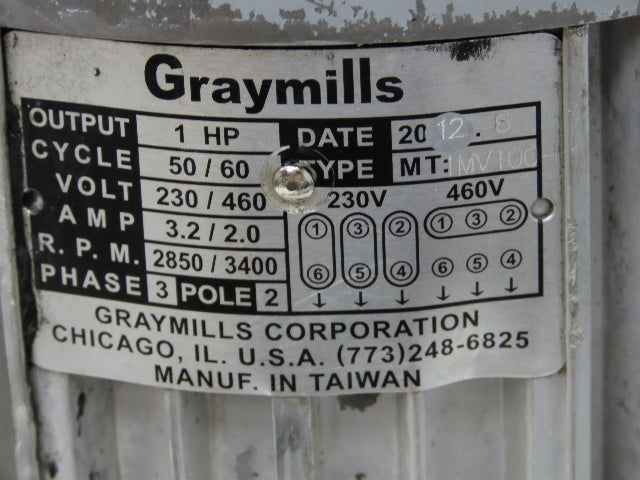 Graymills
OUTPUT 1 HP DATE 2012.8
CYCLE 50/60 TYPE MT:1MV100-H
VOLT 230/460 230V 460V
AMP 3.2/2.0 ① ③ ② ① ③ ②
R.P.M. 2850/3400 ⑥ ⑤ ④ ⑥ ⑤ ④
PHASE 3 POLE 2 ↓ ↓ ↓ ↓ ↓ ↓
GRAYMILLS CORPORATION
CHICAGO, IL. U.S.A. (773)248-6825
MANUF. IN TAIWAN